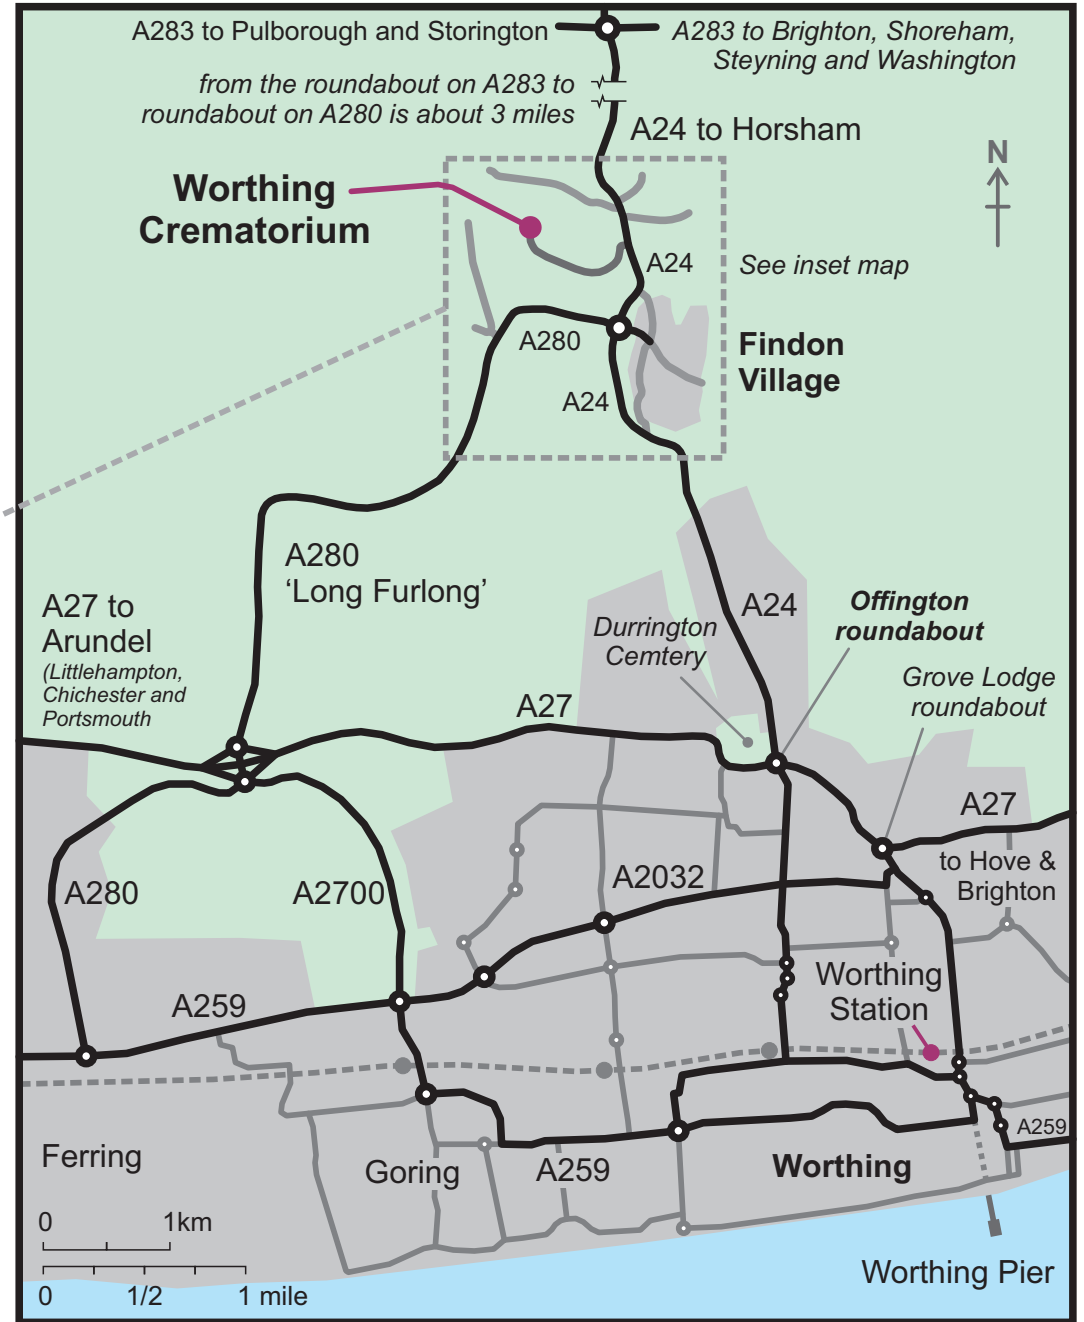 A283 to Pulborough and Storington
A283 to Brighton, Shoreham,
Steyning and Washington
from the roundabout on A283 to
roundabout on A280 is about 3 miles
A24 to Horsham
N
Worthing
Crematorium
A24
See inset map
A280
Findon
Village
A24
A280
‘Long Furlong’
A27 to
Arundel
(Littlehampton,
Chichester and
Portsmouth
A24
Offington
roundabout
Durrington
Cemtery
Grove Lodge
roundabout
A27
A27
to Hove &
Brighton
A280
A2700
A2032
Worthing
Station
A259
A259
Ferring
Goring
A259
Worthing
0
1km
0
1/2
1 mile
Worthing Pier